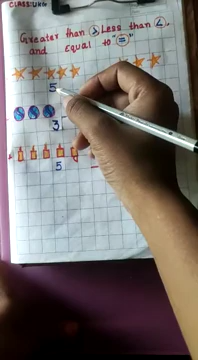 CLASS:UKG
Greater than > Less than <,
and Equal to "="
5
3
5